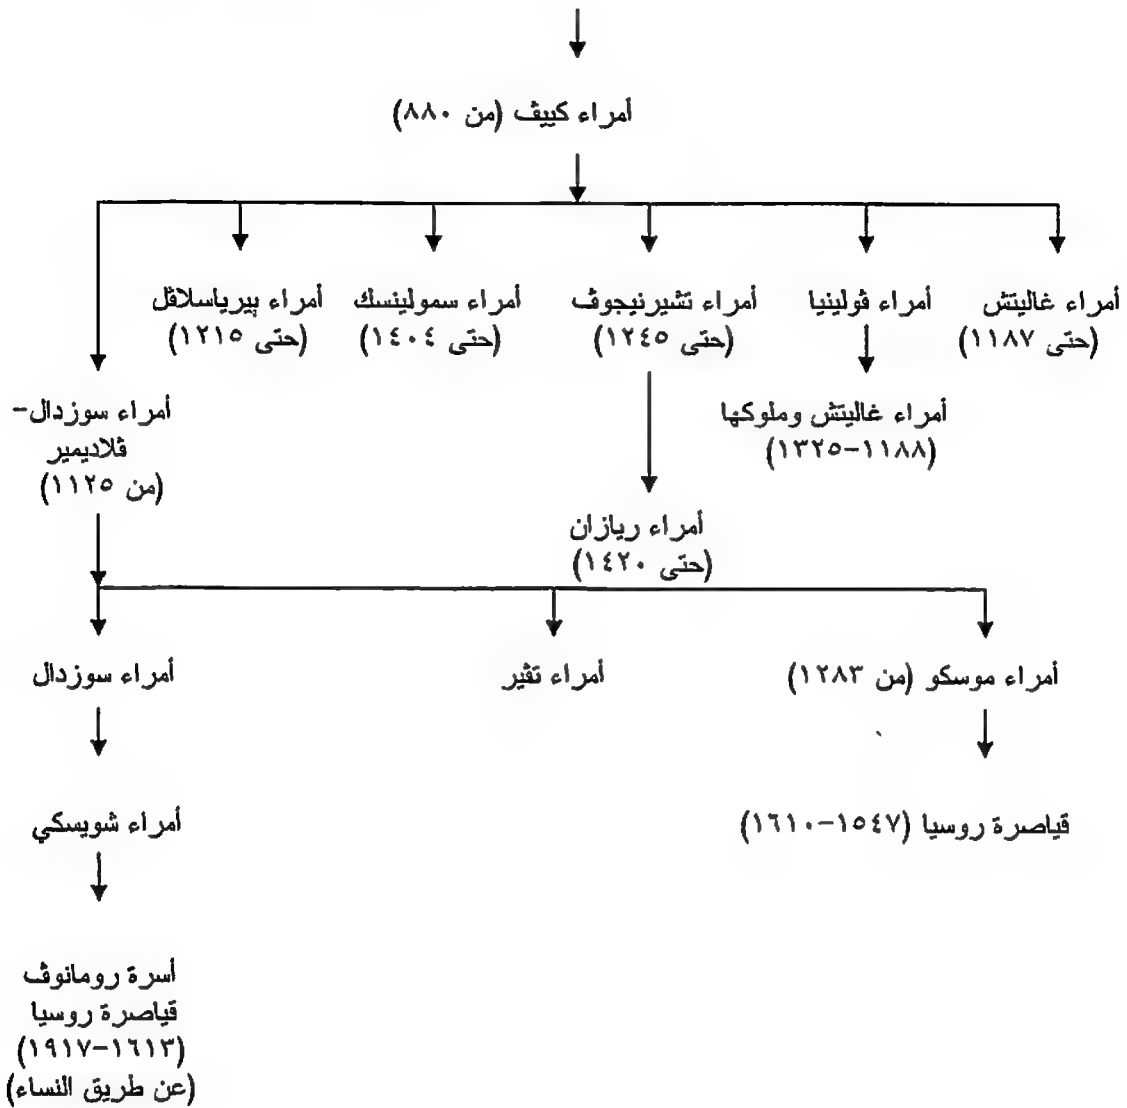 أمراء كييڤ (من ٨٨٠)
أمراء غاليتش
(حتى ١١٨٧)
أمراء ڤولينيا
أمراء تشيرنيجوڤ
(حتى ١٢٤٥)
أمراء سمولينسك
(حتى ١٤٠٤)
أمراء بيرياسلاڤل
(حتى ١٢١٥)
أمراء غاليتش وملوكها
(١١٨٨-١٣٢٥)
أمراء سوزدال-
ڤلاديمير
(من ١١٢٥)
أمراء ريازان
(حتى ١٤٢٠)
أمراء موسكو (من ١٢٨٣)
أمراء تڤير
أمراء سوزدال
قياصرة روسيا (١٥٤٧-١٦١٠)
أمراء شويسكي
أسرة رومانوڤ
قياصرة روسيا
(١٦١٣-١٩١٧)
(عن طريق النساء)